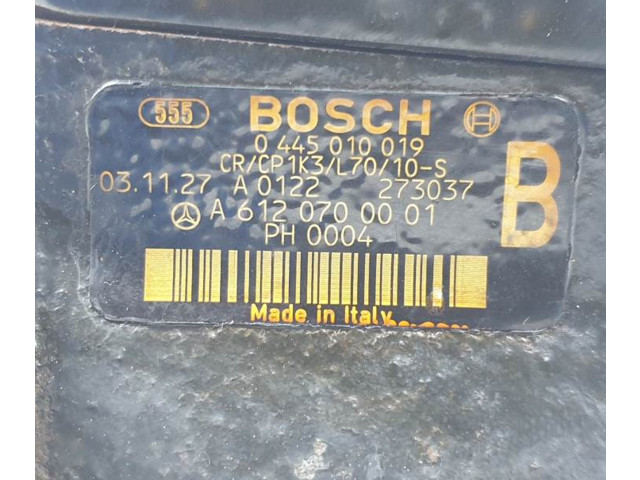 555 BOSCH
0 445 010 019
CR/CP1K3/L70/10-S
03.11.27 A 0122 273037
A 612 070 00 01
B
PH 0004
Made in Italy